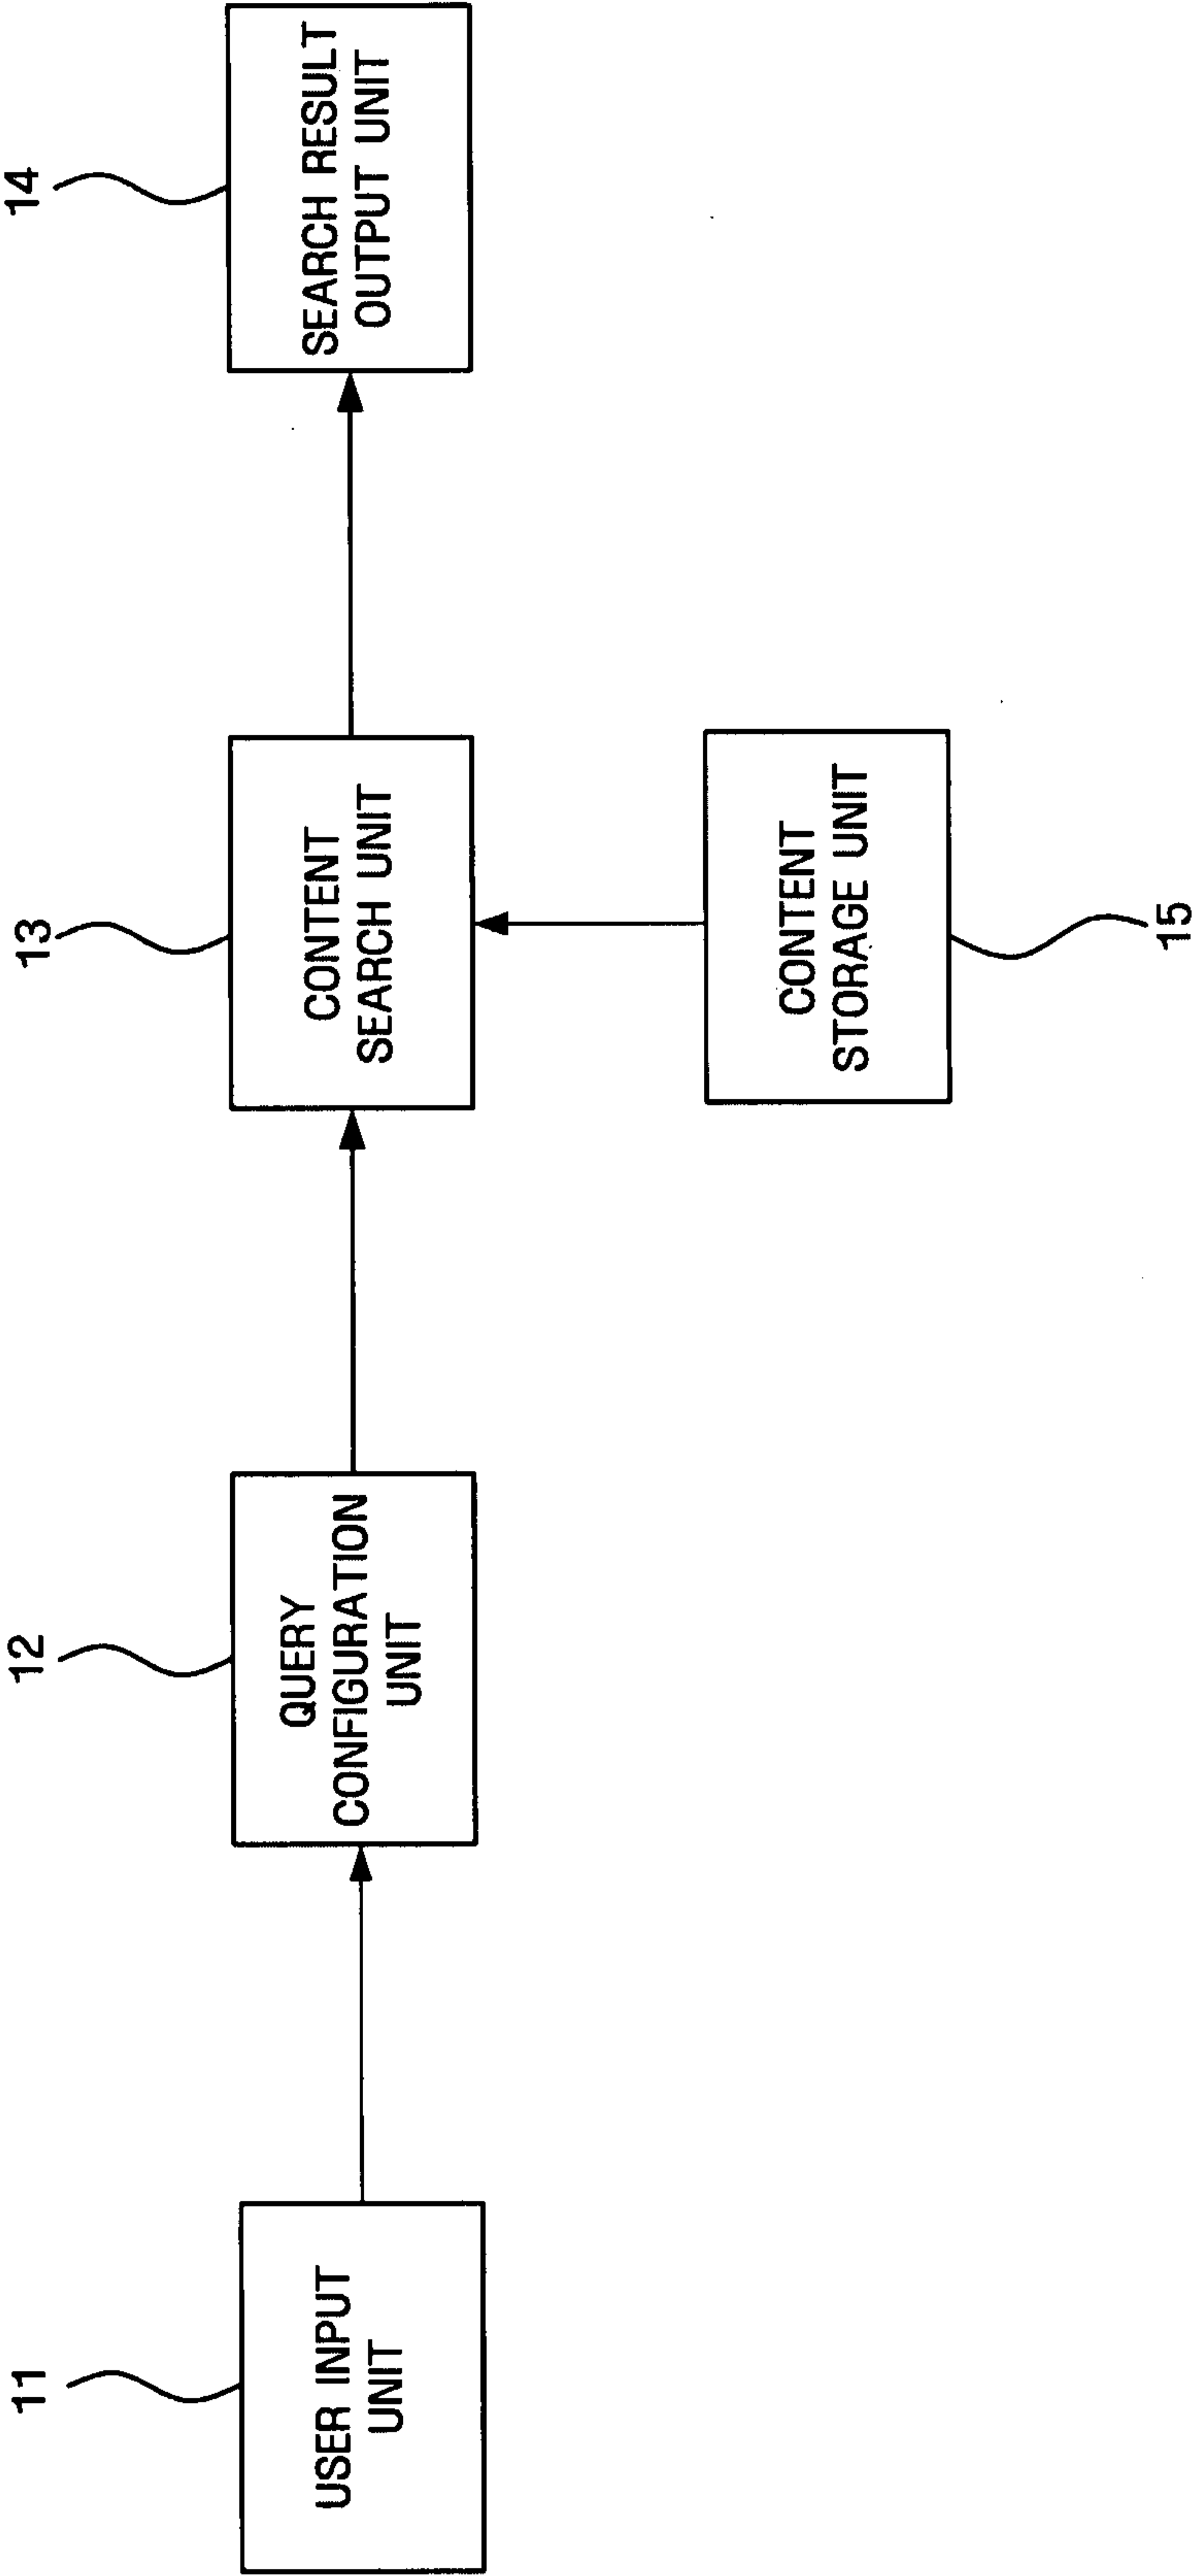 11
12
13
14
USER INPUT
UNIT
QUERY
CONFIGURATION
UNIT
CONTENT
SEARCH UNIT
SEARCH RESULT
OUTPUT UNIT
CONTENT
STORAGE UNIT
15